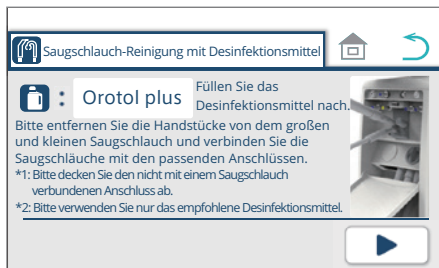 Saugschlauch-Reinigung mit Desinfektionsmittel
: Orotol plus
Füllen Sie das
Desinfektionsmittel nach.
Bitte entfernen Sie die Handstücke von dem großen
und kleinen Saugschlauch und verbinden Sie die
Saugschläuche mit den passenden Anschlüssen.
*1: Bitte decken Sie den nicht mit einem Saugschlauch
verbundenen Anschluss ab.
*2: Bitte verwenden Sie nur das empfohlene Desinfektionsmittel.